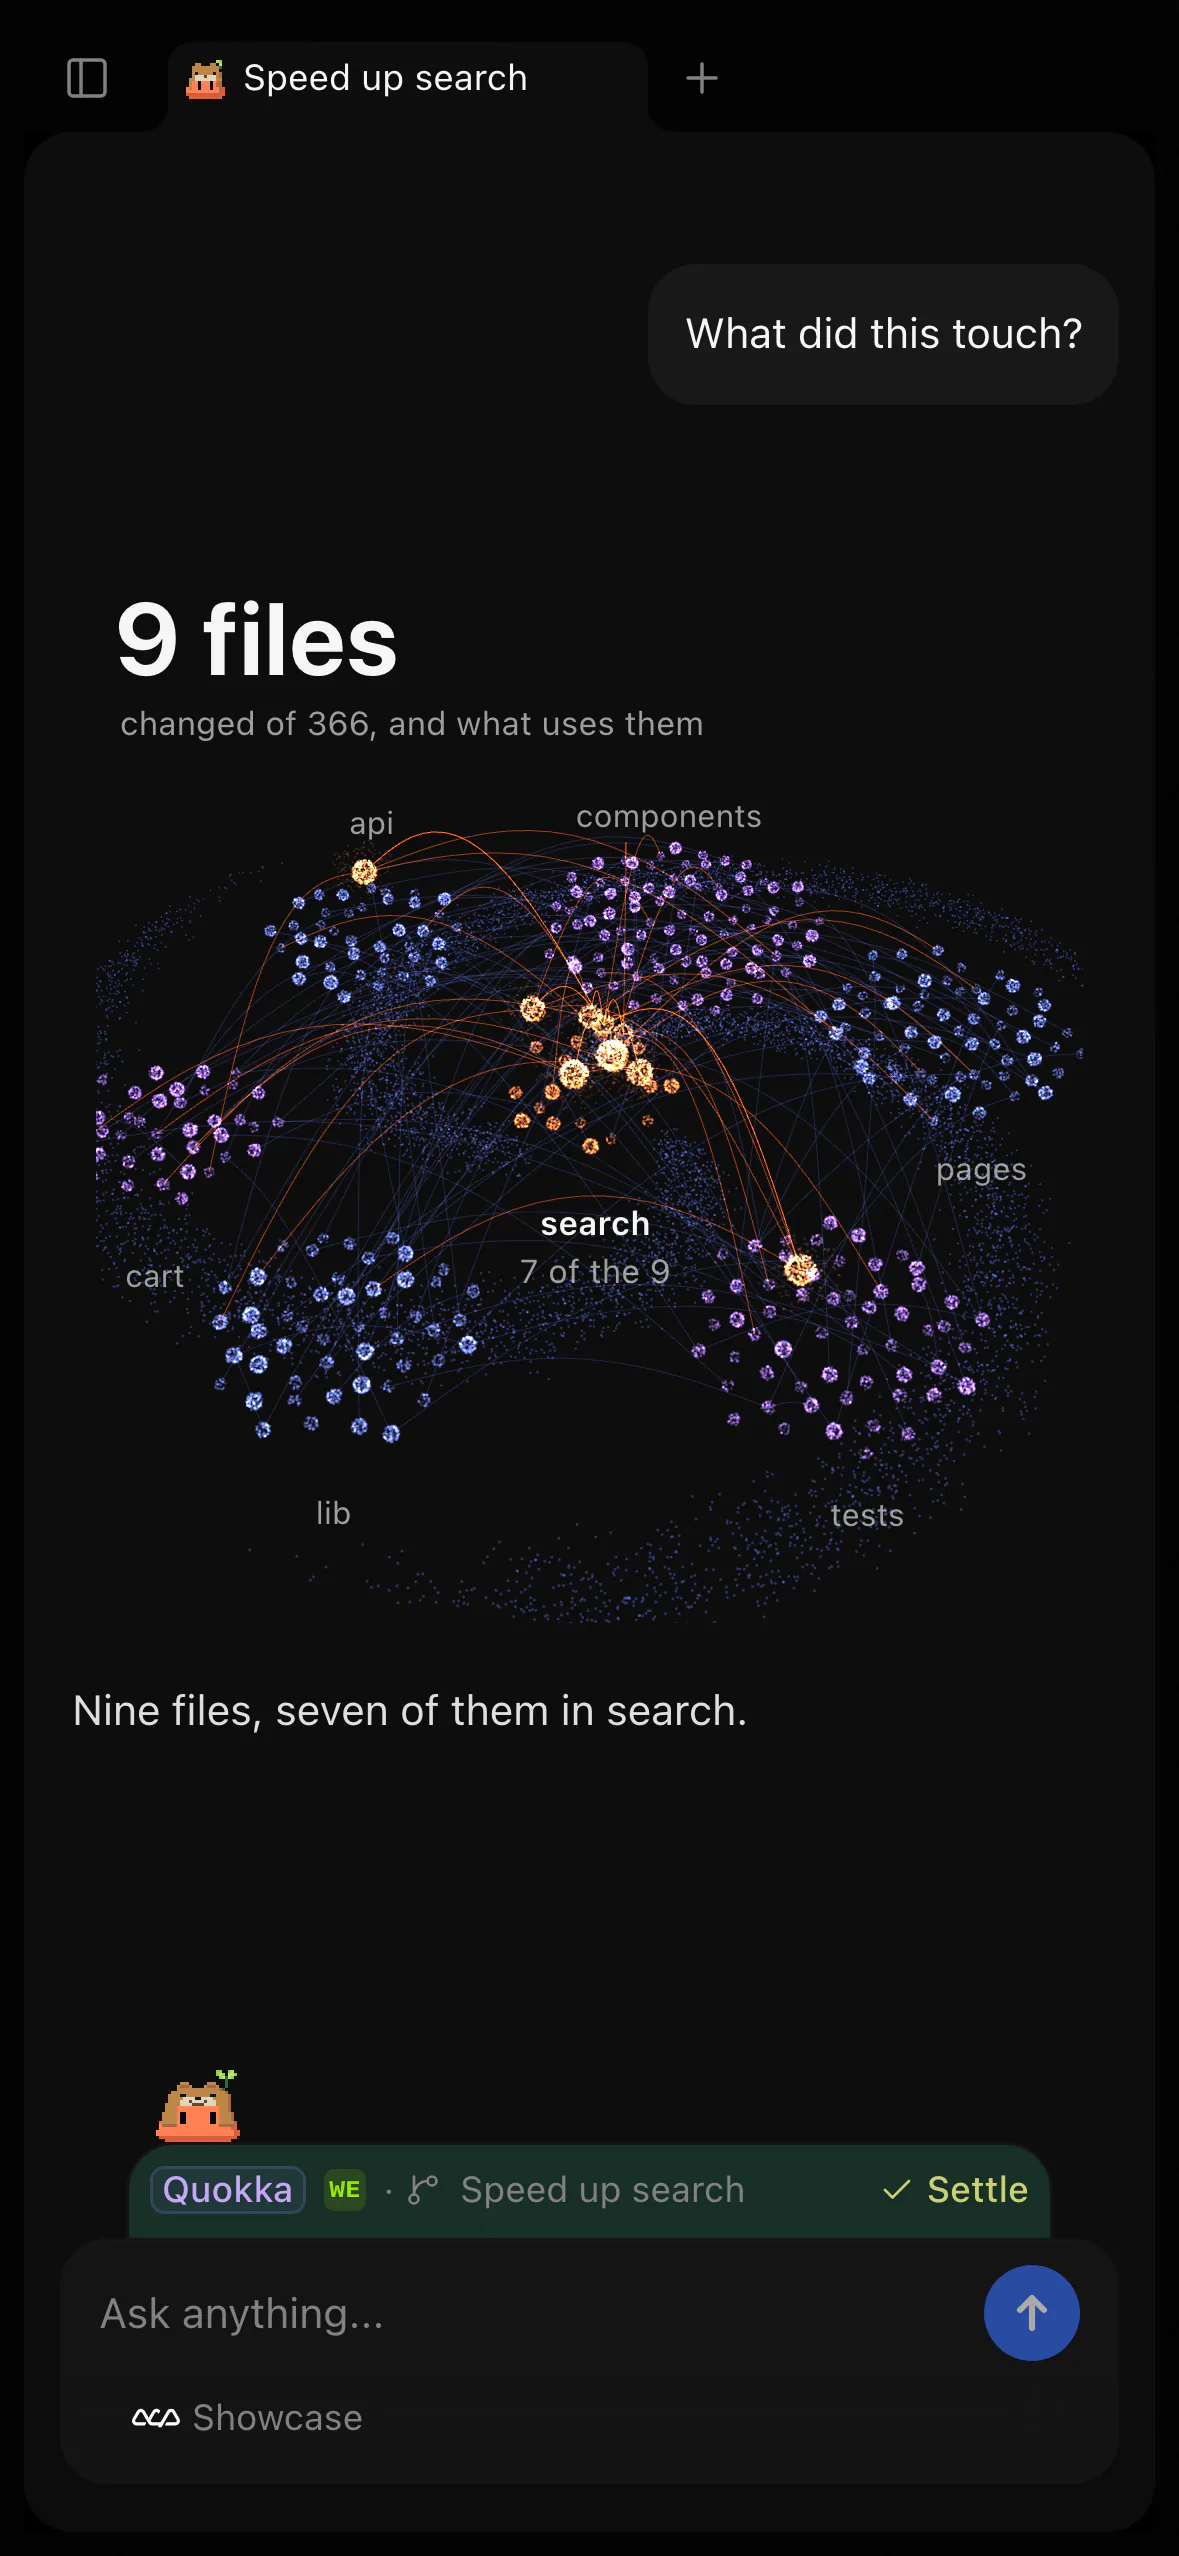 Speed up search
What did this touch?
9 files
changed of 366, and what uses them
api
components
pages
search
7 of the 9
cart
lib
tests
Nine files, seven of them in search.
Quokka WE · Speed up search ✓ Settle
Ask anything...
Showcase